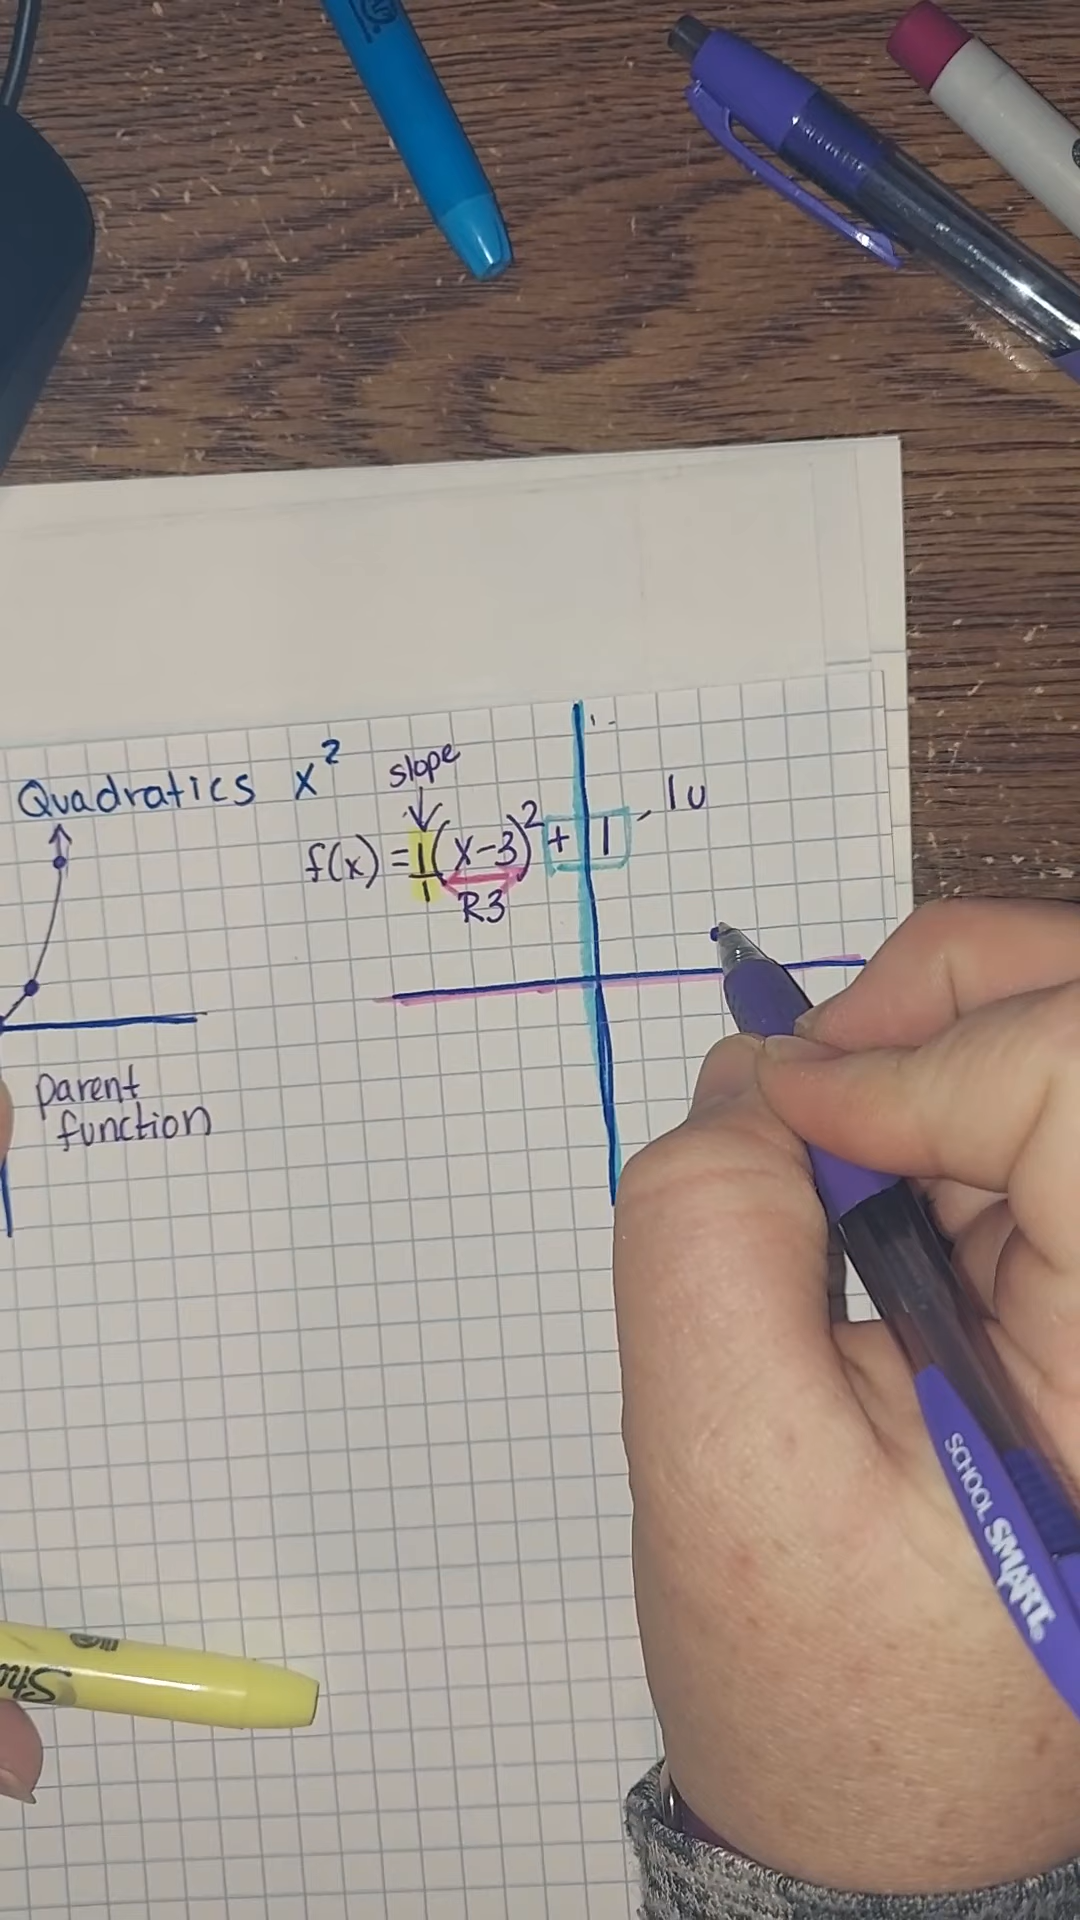 Quadratics x²
slope
f(x) = 1/1 (x-3)² + 1
1u
R3
parent
function
SCHOOL SMART®